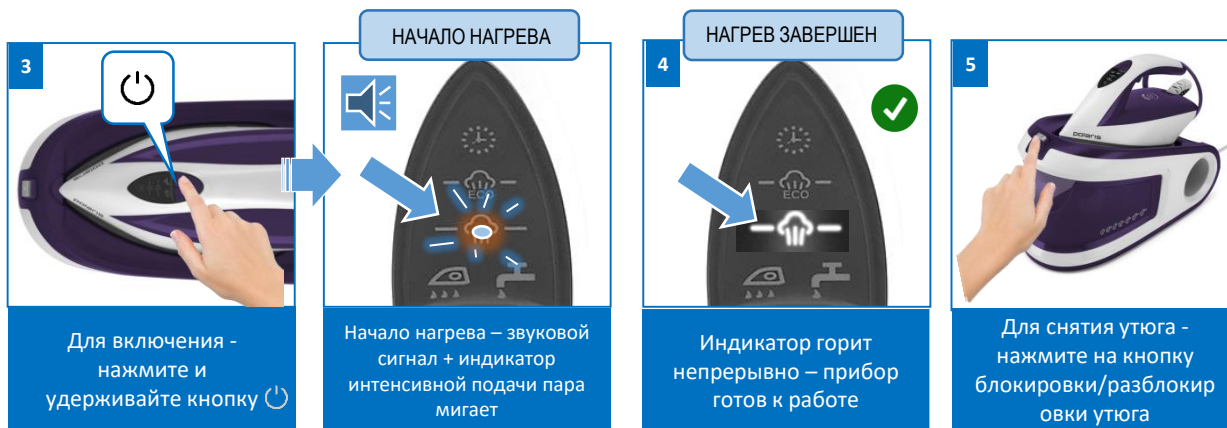 НАЧАЛО НАГРЕВА
НАГРЕВ ЗАВЕРШЕН
3
4
5
ECO
ECO
polaris
polaris
Для включения -
нажмите и
удерживайте кнопку
Начало нагрева – звуковой
сигнал + индикатор
интенсивной подачи пара
мигает
Индикатор горит
непрерывно – прибор
готов к работе
Для снятия утюга -
нажмите на кнопку
блокировки/разблокир
овки утюга